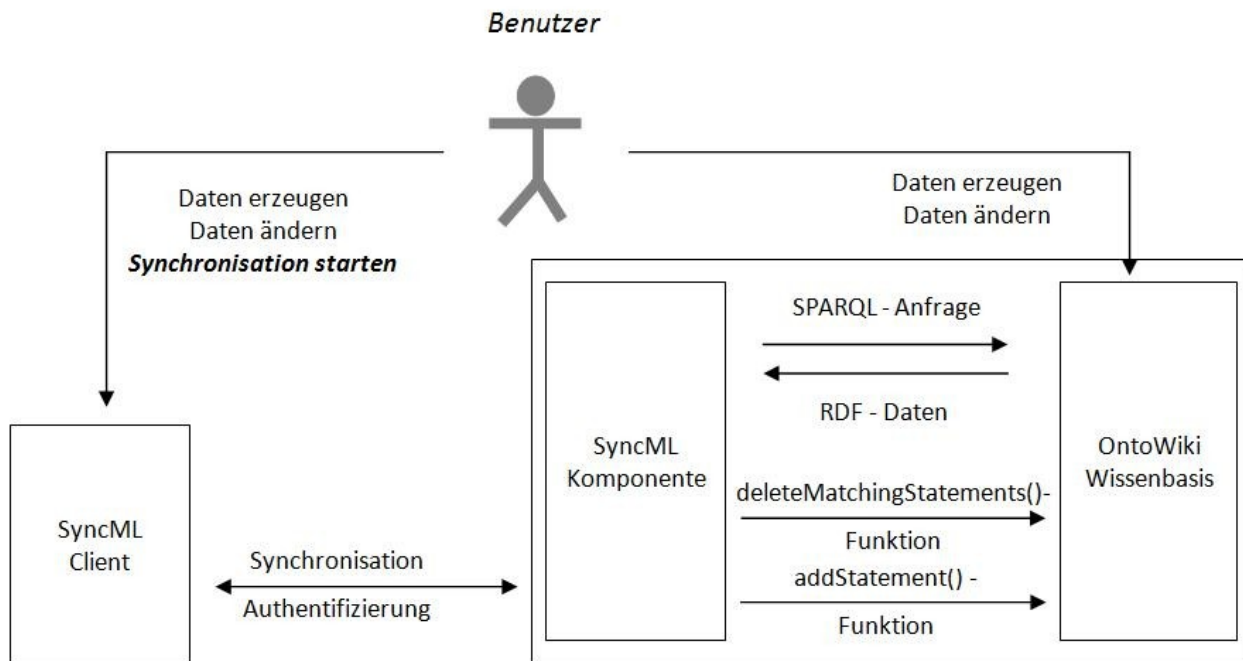 Benutzer
Daten erzeugen
Daten ändern
Synchronisation starten
Daten erzeugen
Daten ändern
SyncML
Client
Synchronisation
Authentifizierung
SyncML
Komponente
SPARQL - Anfrage
RDF - Daten
deleteMatchingStatements()-
Funktion
addStatement() -
Funktion
OntoWiki
Wissenbasis